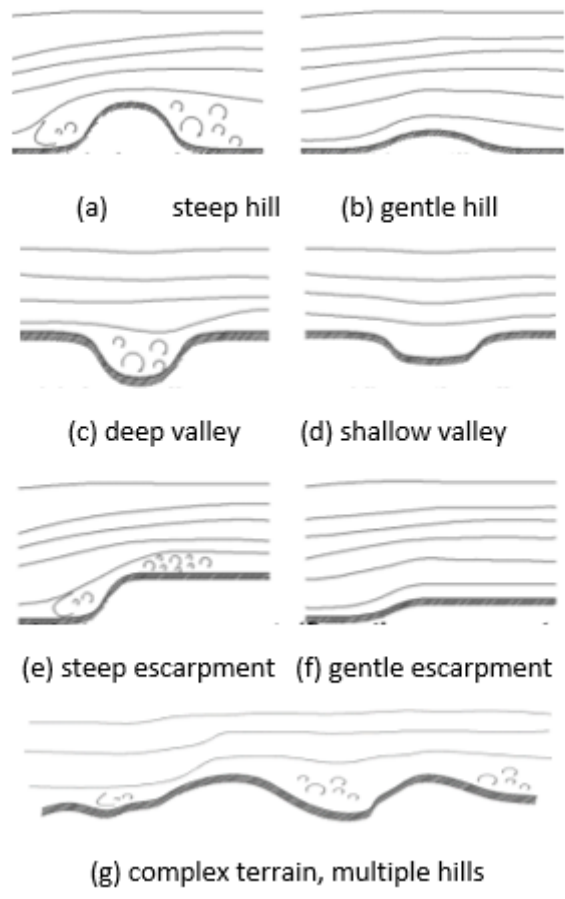 (a) steep hill (b) gentle hill
(c) deep valley (d) shallow valley
(e) steep escarpment (f) gentle escarpment
(g) complex terrain, multiple hills